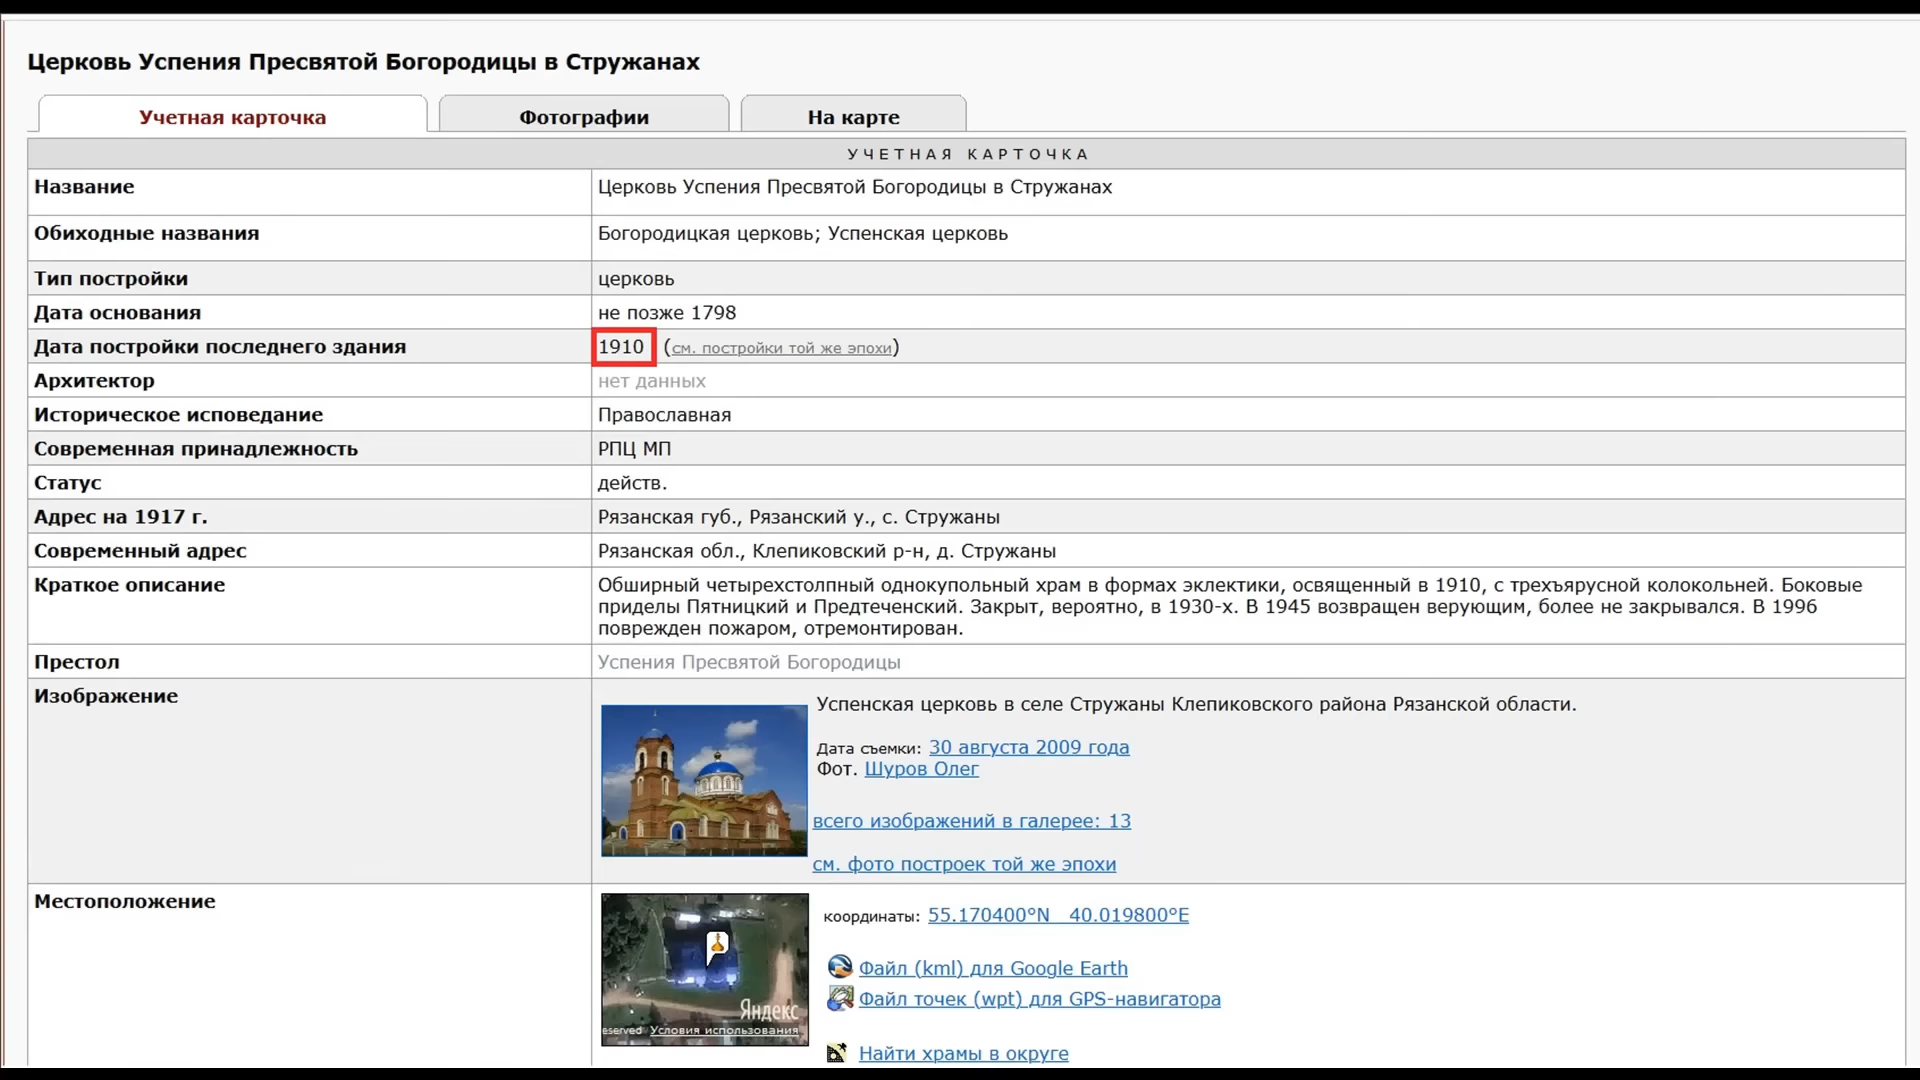 Церковь Успения Пресвятой Богородицы в Стружанах
Учетная карточка
Фотографии
На карте
УЧЕТНАЯ КАРТОЧКА
Название
Церковь Успения Пресвятой Богородицы в Стружанах
Обиходные названия
Богородицкая церковь; Успенская церковь
Тип постройки
церковь
Дата основания
не позже 1798
Дата постройки последнего здания
1910 (см. постройки той же эпохи)
Архитектор
нет данных
Историческое исповедание
Православная
Современная принадлежность
РПЦ МП
Статус
действ.
Адрес на 1917 г.
Рязанская губ., Рязанский у., с. Стружаны
Современный адрес
Рязанская обл., Клепиковский р-н, д. Стружаны
Краткое описание
Обширный четырехстолпный однокупольный храм в формах эклектики, освященный в 1910, с трехъярусной колокольней. Боковые
приделы Пятницкий и Предтеченский. Закрыт, вероятно, в 1930-х. В 1945 возвращен верующим, более не закрывался. В 1996
поврежден пожаром, отремонтирован.
Престол
Успения Пресвятой Богородицы
Изображение
Успенская церковь в селе Стружаны Клепиковского района Рязанской области.
Дата съемки: 30 августа 2009 года
Фот. Шуров Олег
всего изображений в галерее: 13
см. фото построек той же эпохи
Местоположение
Яндекс
eserved Условия использования
координаты: 55.170400°N 40.019800°E
Файл (kml) для Google Earth
Файл точек (wpt) для GPS-навигатора
Найти храмы в округе